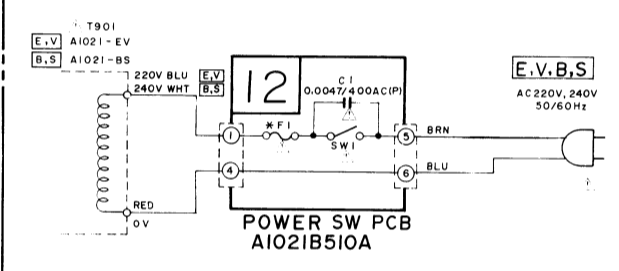 T901
E,V A1021-EV
B,S A1021-BS
220V BLU E,V
240V WHT B,S
12
C1
0.0047/400AC(P)
E.V.B,S
AC220V, 240V
50/60Hz
*F1
SW1
1
5
BRN
4
6
BLU
RED
0V
POWER SW PCB
A1021B510A